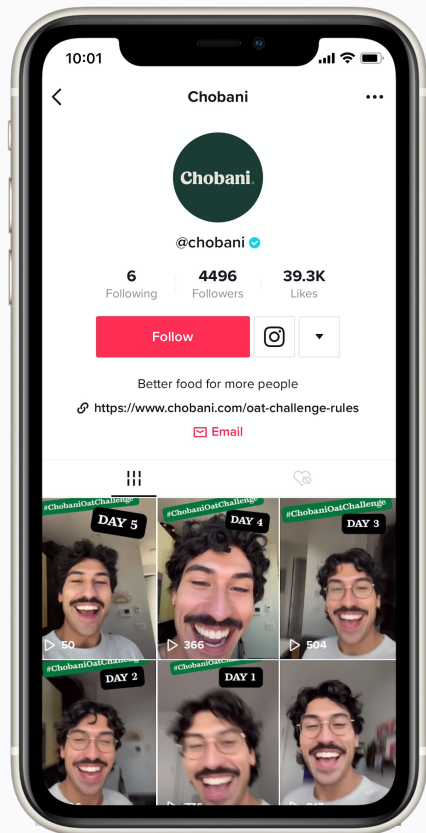 10:01
Chobani
Chobani
@chobani
6
4496
39.3K
Following
Followers
Likes
Follow
Better food for more people
https://www.chobani.com/oat-challenge-rules
Email
#ChobaniOatChallenge
DAY 5
50
#ChobaniOatChallenge
DAY 4
366
#ChobaniOatChallenge
DAY 3
504
#ChobaniOatChallenge
DAY 2
DAY 1